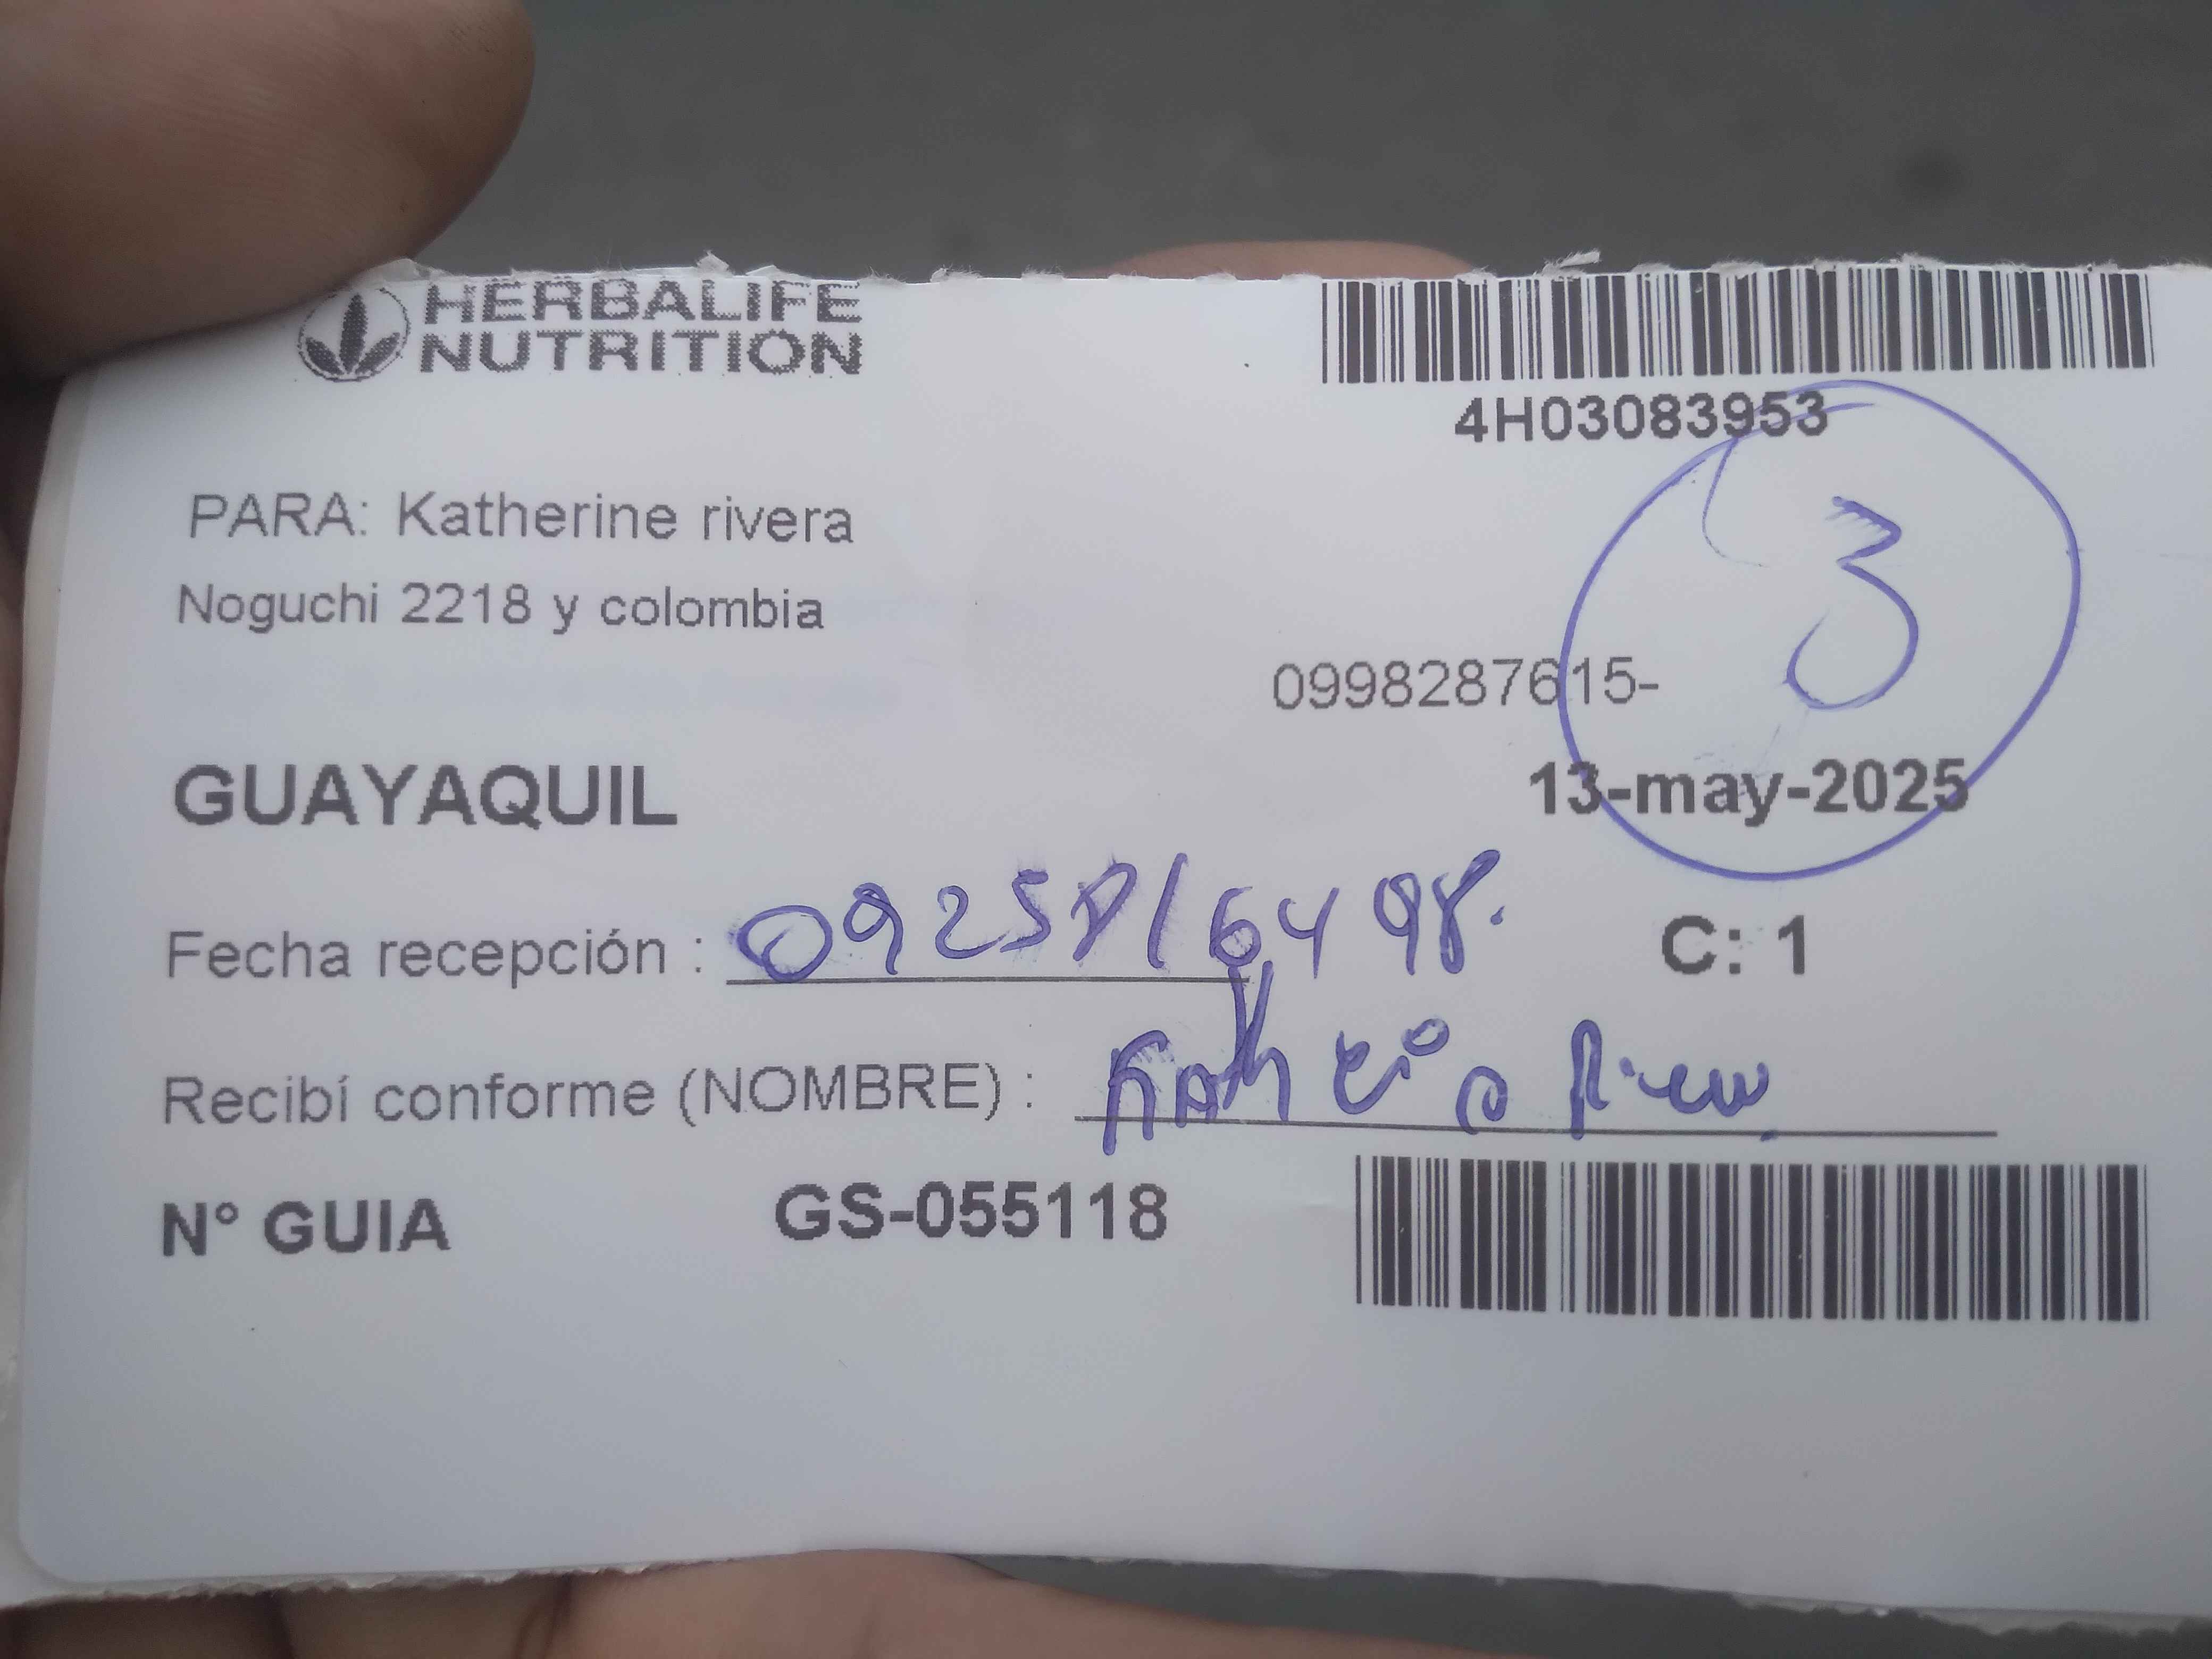 HERBALIFE
NUTRITION
4H03083953
PARA: Katherine rivera
Noguchi 2218 y colombia
3
0998287615-
GUAYAQUIL
13-may-2025
Fecha recepción :
C: 1
Recibí conforme (NOMBRE) :
N° GUIA GS-055118